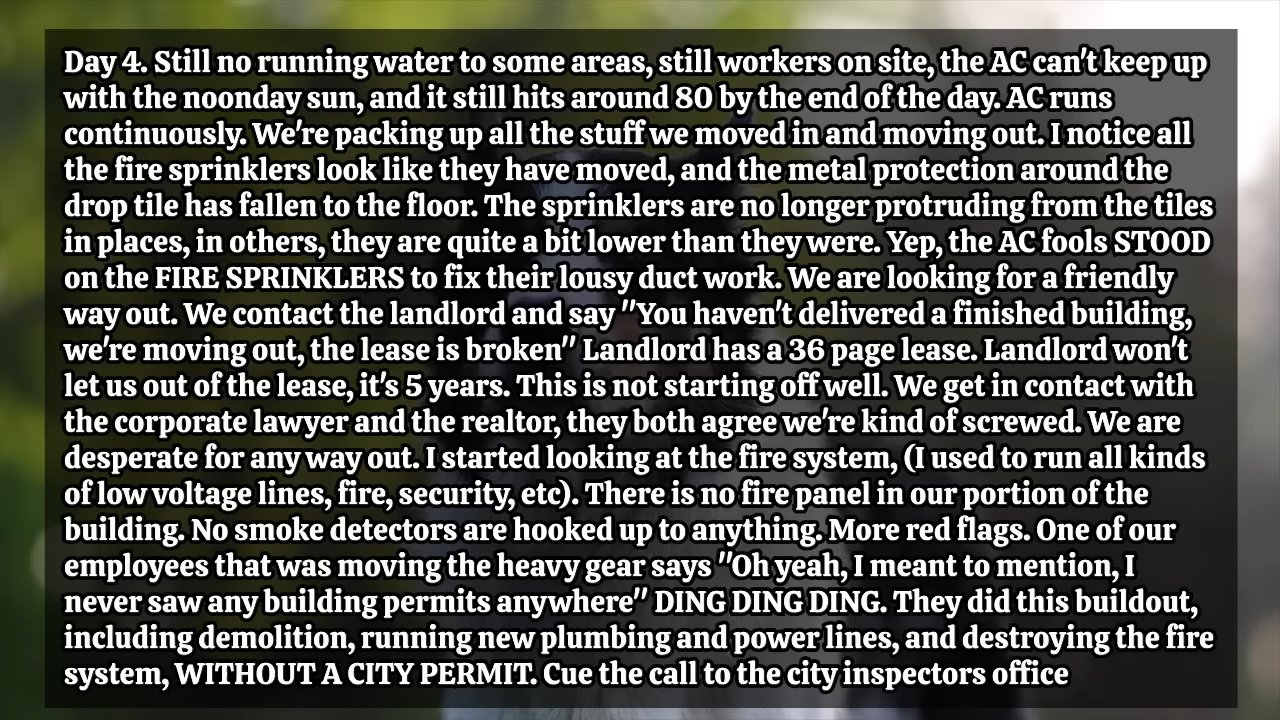 Day 4. Still no running water to some areas, still workers on site, the AC can't keep up
with the noonday sun, and it still hits around 80 by the end of the day. AC runs
continuously. We're packing up all the stuff we moved in and moving out. I notice all
the fire sprinklers look like they have moved, and the metal protection around the
drop tile has fallen to the floor. The sprinklers are no longer protruding from the tiles
in places, in others, they are quite a bit lower than they were. Yep, the AC fools STOOD
on the FIRE SPRINKLERS to fix their lousy duct work. We are looking for a friendly
way out. We contact the landlord and say "You haven't delivered a finished building,
we're moving out, the lease is broken" Landlord has a 36 page lease. Landlord won't
let us out of the lease, it's 5 years. This is not starting off well. We get in contact with
the corporate lawyer and the realtor, they both agree we're kind of screwed. We are
desperate for any way out. I started looking at the fire system, (I used to run all kinds
of low voltage lines, fire, security, etc). There is no fire panel in our portion of the
building. No smoke detectors are hooked up to anything. More red flags. One of our
employees that was moving the heavy gear says "Oh yeah, I meant to mention, I
never saw any building permits anywhere" DING DING DING. They did this buildout,
including demolition, running new plumbing and power lines, and destroying the fire
system, WITHOUT A CITY PERMIT. Cue the call to the city inspectors office